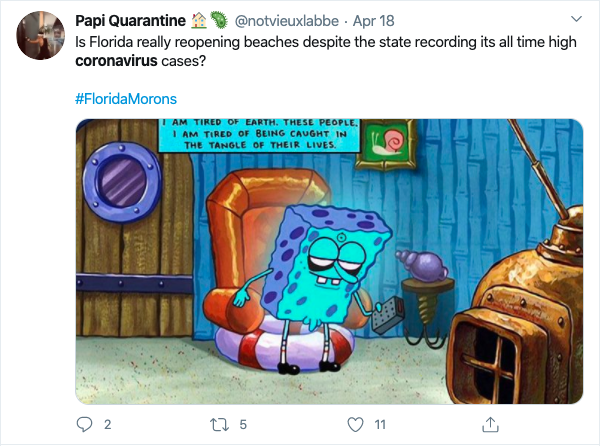 Papi Quarantine 🏠🦠 @notvieuxlabbe · Apr 18
Is Florida really reopening beaches despite the state recording its all time high
coronavirus cases?
#FloridaMorons
I AM TIRED OF EARTH. THESE PEOPLE.
I AM TIRED OF BEING CAUGHT IN
THE TANGLE OF THEIR LIVES.
2 5 11